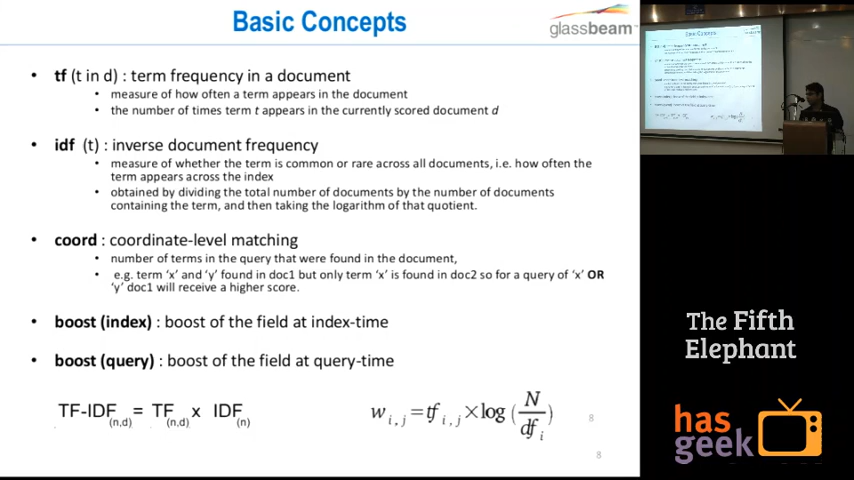 Basic Concepts
glassbeam
• tf (t in d) : term frequency in a document
• measure of how often a term appears in the document
• the number of times term t appears in the currently scored document d
• idf (t) : inverse document frequency
• measure of whether the term is common or rare across all documents, i.e. how often the
term appears across the index
• obtained by dividing the total number of documents by the number of documents
containing the term, and then taking the logarithm of that quotient.
• coord : coordinate-level matching
• number of terms in the query that were found in the document,
• e.g. term ‘x’ and ‘y’ found in doc1 but only term ‘x’ is found in doc2 so for a query of ‘x’ OR
‘y’ doc1 will receive a higher score.
• boost (index) : boost of the field at index-time
• boost (query) : boost of the field at query-time
TF-IDF(n,d) = TF(n,d) x IDF(n)
w i,j = tf i,j × log (N / df i)
8
8
Basic Concepts
The Fifth
Elephant
has
geek